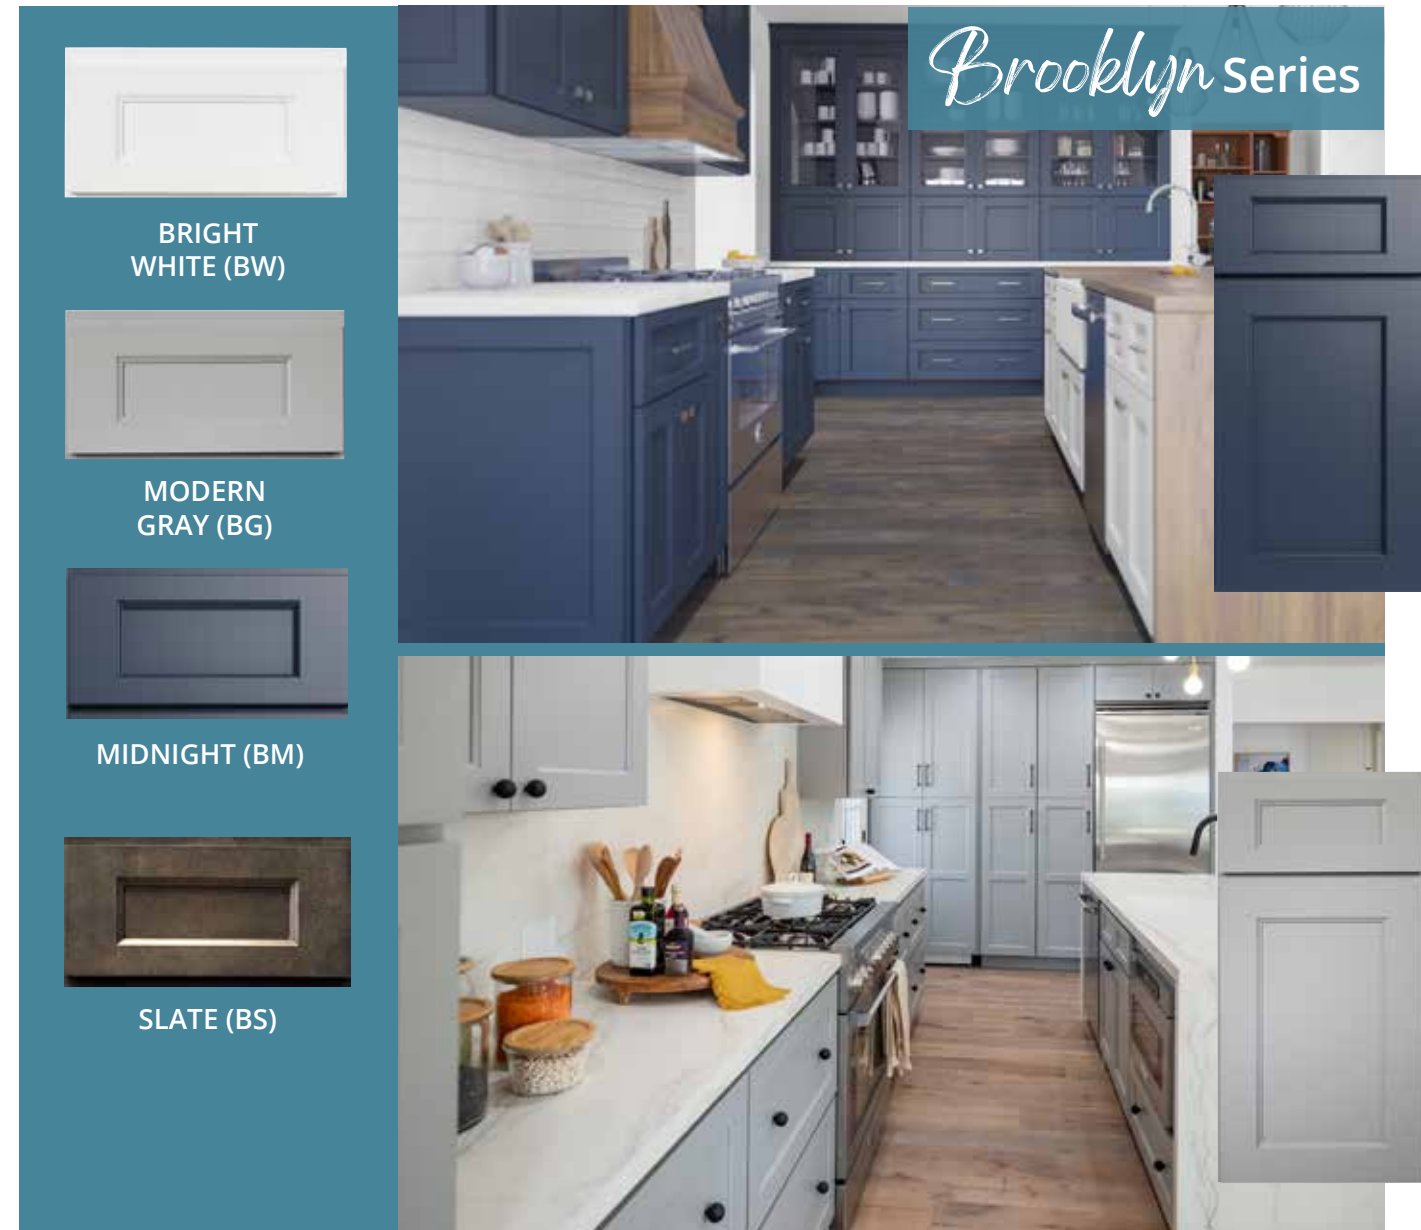 Brooklyn Series
BRIGHT
WHITE (BW)
MODERN
GRAY (BG)
MIDNIGHT (BM)
SLATE (BS)